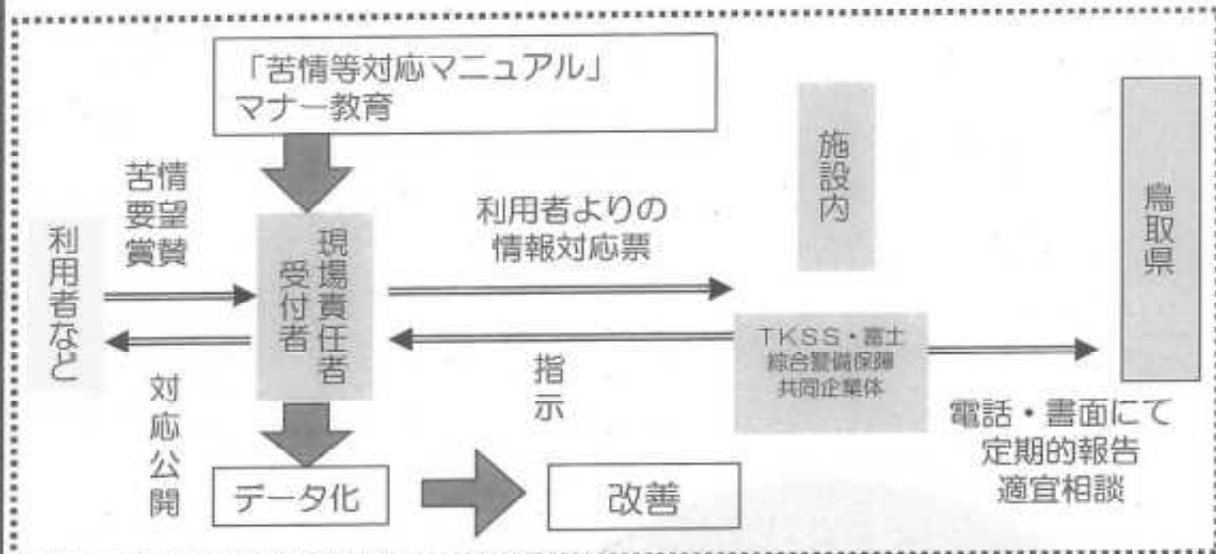 「苦情等対応マニュアル」
マナー教育
苦情
要望
賞賛
利用者など
現場責任者
受付者
利用者よりの
情報対応票
施設内
鳥取県
対応公開
指示
TKSS・富士
綜合警備保障
共同企業体
電話・書面にて
定期的報告
適宜相談
データ化
改善